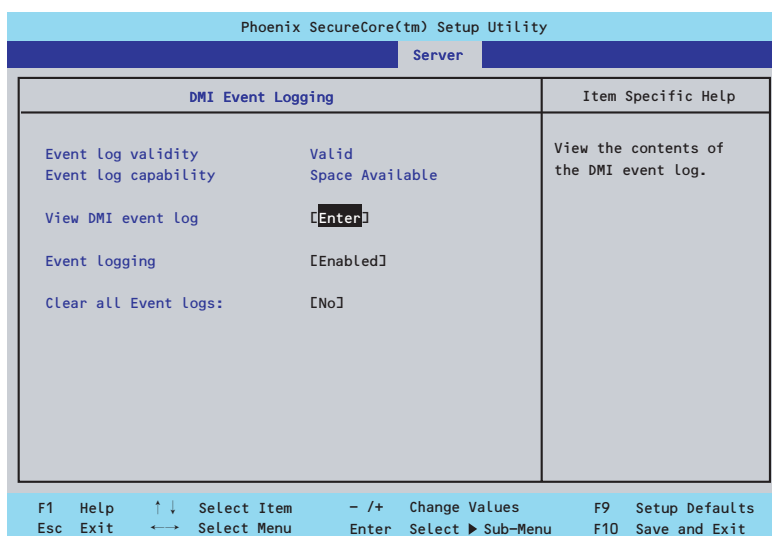 Phoenix SecureCore(tm) Setup Utility
Server
DMI Event Logging
Item Specific Help
Event log validity Valid
Event log capability Space Available
View DMI event log [Enter]
Event logging [Enabled]
Clear all Event logs: [No]
View the contents of
the DMI event log.
F1 Help ↑↓ Select Item - /+ Change Values F9 Setup Defaults
Esc Exit ←→ Select Menu Enter Select ▶ Sub-Menu F10 Save and Exit